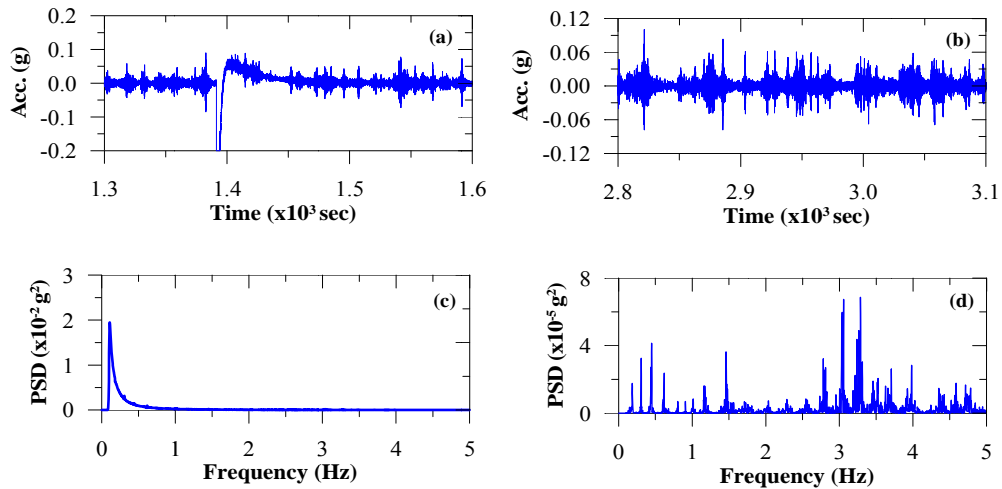 (a)
Acc. (g)
0.2
0.1
0.0
-0.1
-0.2
1.3 1.4 1.5 1.6
Time (x10³ sec)
(b)
Acc. (g)
0.12
0.06
0.00
-0.06
-0.12
2.8 2.9 3.0 3.1
Time (x10³ sec)
(c)
PSD (x10⁻² g²)
3
2
1
0
0 1 2 3 4 5
Frequency (Hz)
(d)
PSD (x10⁻⁵ g²)
8
4
0
0 1 2 3 4 5
Frequency (Hz)